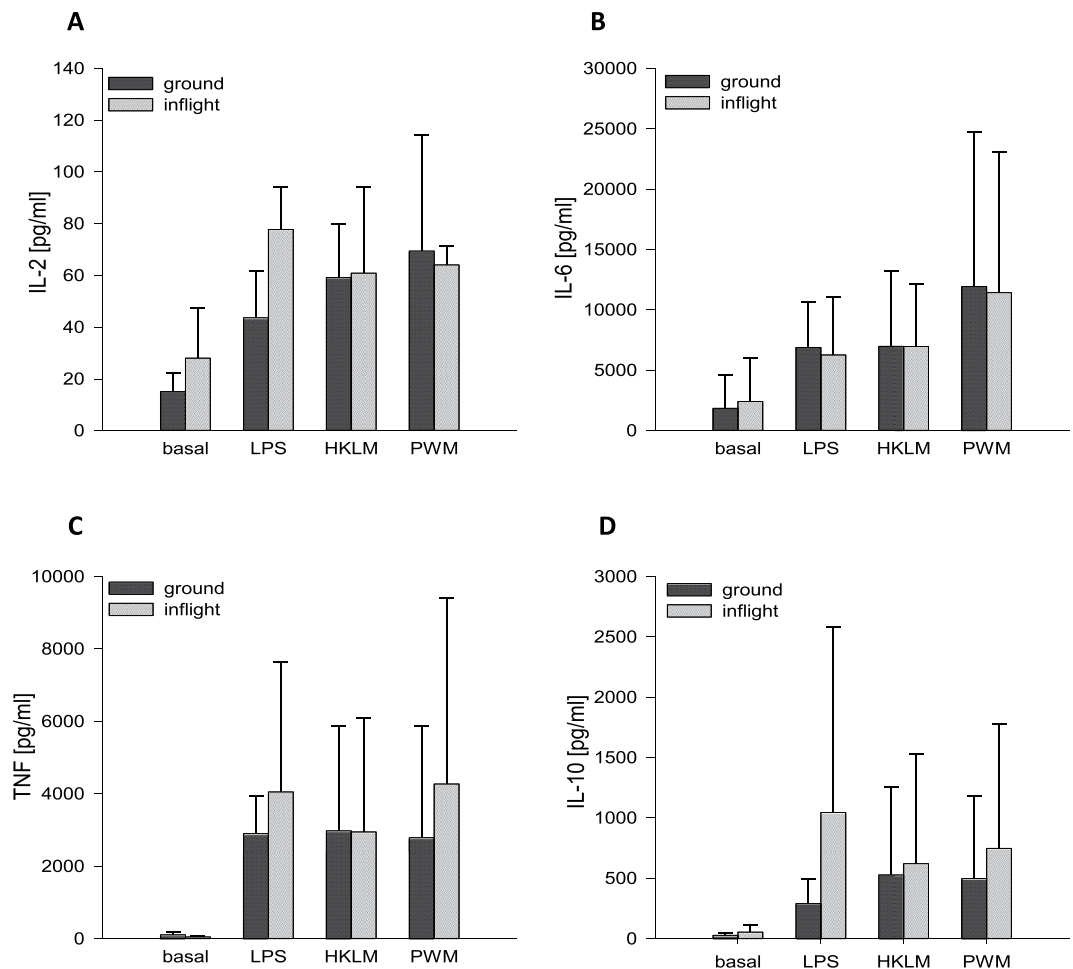 A
IL-2 [pg/ml]
140
120
100
80
60
40
20
0
ground
inflight
basal LPS HKLM PWM
B
IL-6 [pg/ml]
30000
25000
20000
15000
10000
5000
0
ground
inflight
basal LPS HKLM PWM
C
TNF [pg/ml]
10000
8000
6000
4000
2000
0
ground
inflight
basal LPS HKLM PWM
D
IL-10 [pg/ml]
3000
2500
2000
1500
1000
500
0
ground
inflight
basal LPS HKLM PWM